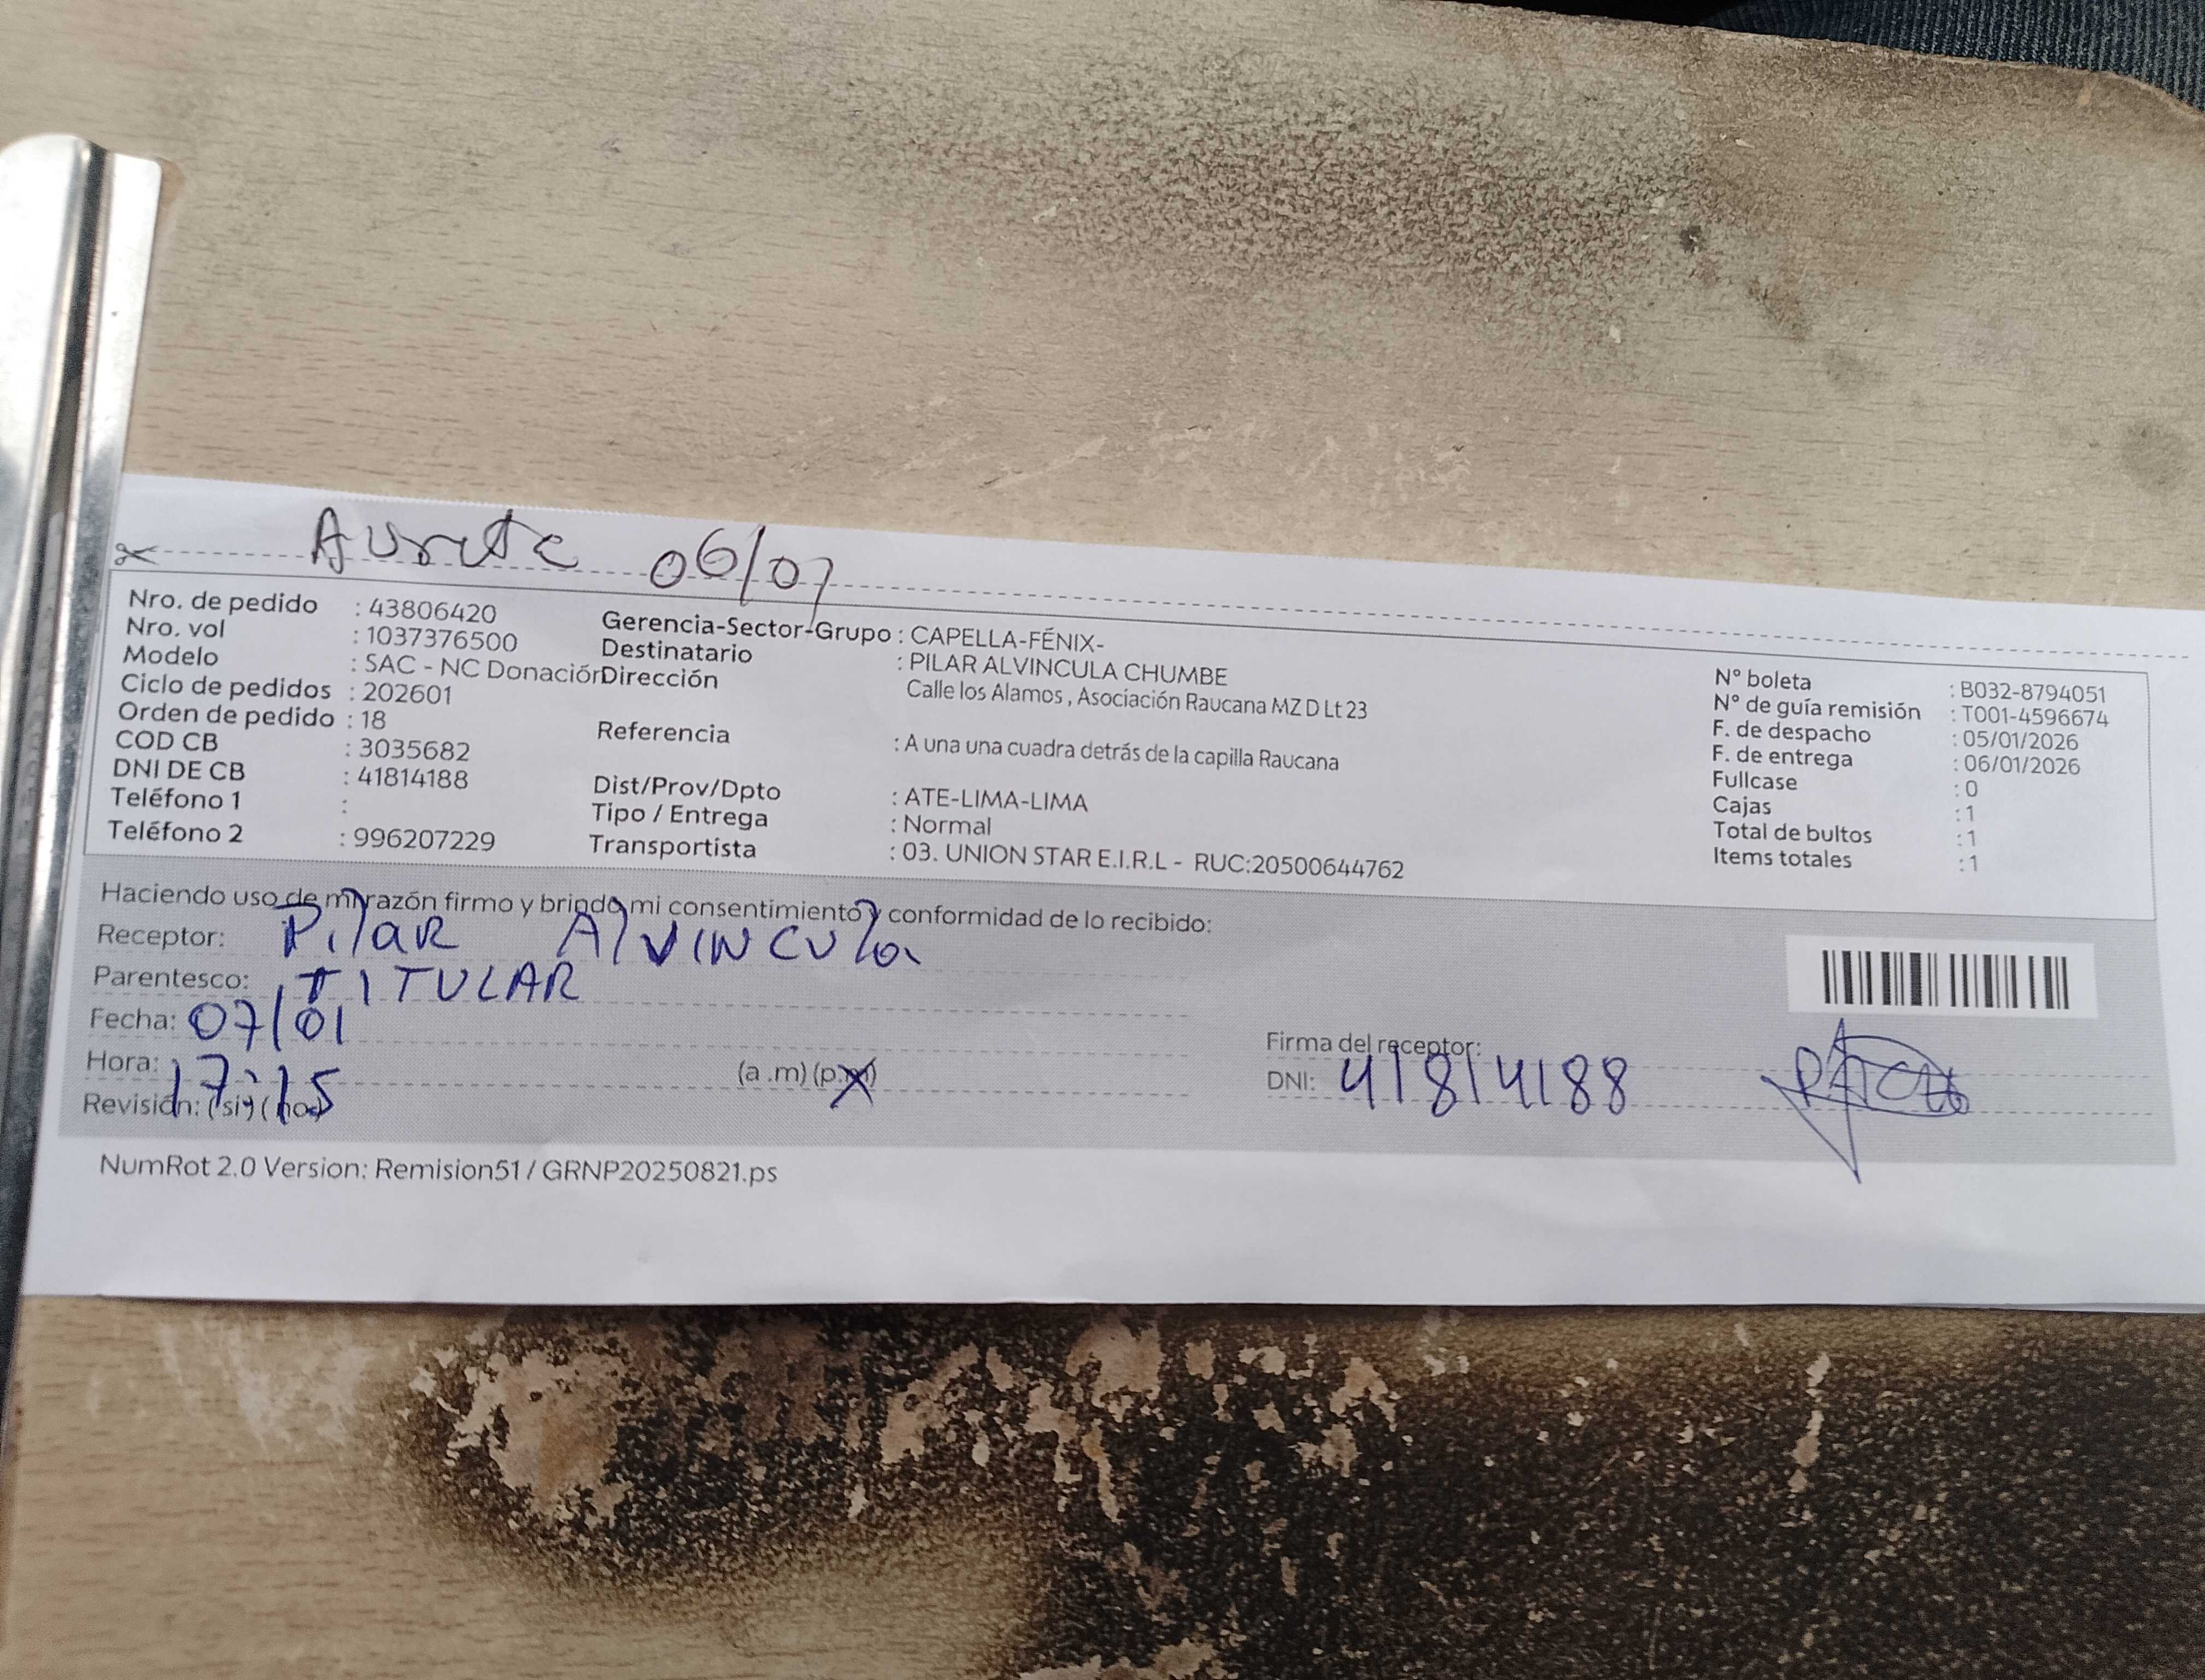 Ausente 06/01
Nro. de pedido : 43806420
Nro. vol : 1037376500
Modelo : SAC - NC Donación
Ciclo de pedidos : 202601
Orden de pedido : 18
COD CB : 3035682
DNI DE CB : 41814188
Teléfono 1 :
Teléfono 2 : 996207229
Gerencia-Sector-Grupo : CAPELLA-FÉNIX-
Destinatario : PILAR ALVINCULA CHUMBE
Dirección Calle los Alamos , Asociación Raucana MZ D Lt 23
Referencia : A una una cuadra detrás de la capilla Raucana
Dist/Prov/Dpto : ATE-LIMA-LIMA
Tipo / Entrega : Normal
Transportista : 03. UNION STAR E.I.R.L - RUC:20500644762
N° boleta : B032-8794051
N° de guía remisión : T001-4596674
F. de despacho : 05/01/2026
F. de entrega : 06/01/2026
Fullcase : 0
Cajas : 1
Total de bultos : 1
Items totales : 1
Haciendo uso de mi razón firmo y brindo mi consentimiento y conformidad de lo recibido:
Receptor: Pilar Alvincula
Parentesco: TITULAR
Fecha: 07/01
Hora: 17:15 (a .m) (p.m)
Revisión: (si) (no)
Firma del receptor:
DNI: 41814188
NumRot 2.0 Version: Remision51 / GRNP20250821.ps